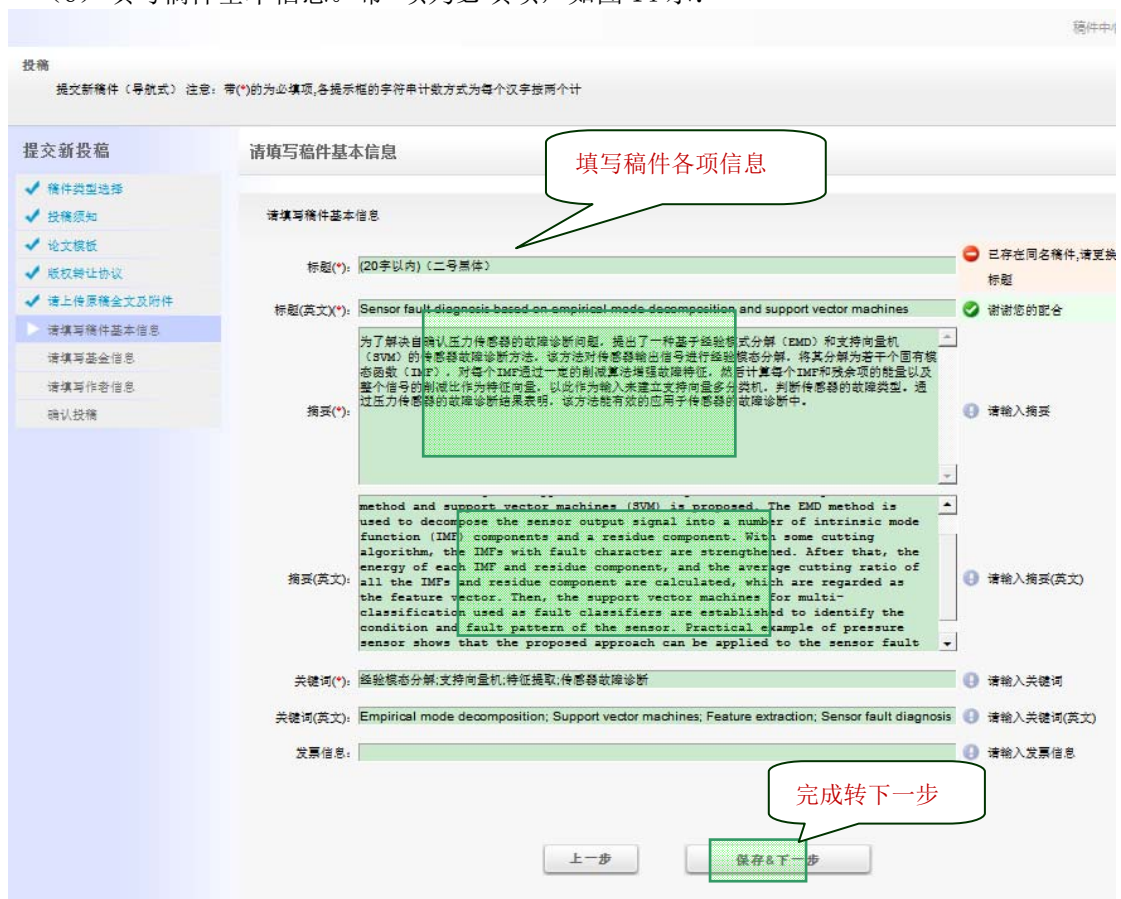 稿件中心
投稿
提交新稿件（导航式） 注意：带(*)的为必填项,各提示框的字符串计数方式为每个汉字按两个计
提交新投稿
稿件类型选择
投稿须知
论文模板
版权转让协议
请上传原稿全文及附件
请填写稿件基本信息
请填写基金信息
请填写作者信息
确认投稿
请填写稿件基本信息
填写稿件各项信息
请填写稿件基本信息
标题(*): (20字以内)（二号黑体）
已存在同名稿件,请更换
标题
标题(英文)(*): Sensor fault diagnosis based on empirical mode decomposition and support vector machines
谢谢您的配合
摘要(*):
为了解决自确认压力传感器的故障诊断问题，提出了一种基于经验模式分解（EMD）和支持向量机
（SVM）的传感器故障诊断方法。该方法对传感器输出信号进行经验模态分解，将其分解为若干个固有模
态函数（IMF），对每个IMF通过一定的削减算法增强故障特征，然后计算每个IMF和残余项的能量以及
整个信号的削减比作为特征向量，以此作为输入来建立支持向量多分类机，判断传感器的故障类型。通
过压力传感器的故障诊断结果表明，该方法能有效的应用于传感器的故障诊断中。
请输入摘要
摘要(英文):
method and support vector machines (SVM) is proposed. The EMD method is
used to decompose the sensor output signal into a number of intrinsic mode
function (IMF) components and a residue component. With some cutting
algorithm, the IMFs with fault character are strengthened. After that, the
energy of each IMF and residue component, and the average cutting ratio of
all the IMFs and residue component are calculated, which are regarded as
the feature vector. Then, the support vector machines for multi-
classification used as fault classifiers are established to identify the
condition and fault pattern of the sensor. Practical example of pressure
sensor shows that the proposed approach can be applied to the sensor fault
请输入摘要(英文)
关键词(*): 经验模态分解;支持向量机;特征提取;传感器故障诊断
请输入关键词
关键词(英文): Empirical mode decomposition; Support vector machines; Feature extraction; Sensor fault diagnosis
请输入关键词(英文)
发票信息:
请输入发票信息
完成转下一步
上一步
保存&下一步